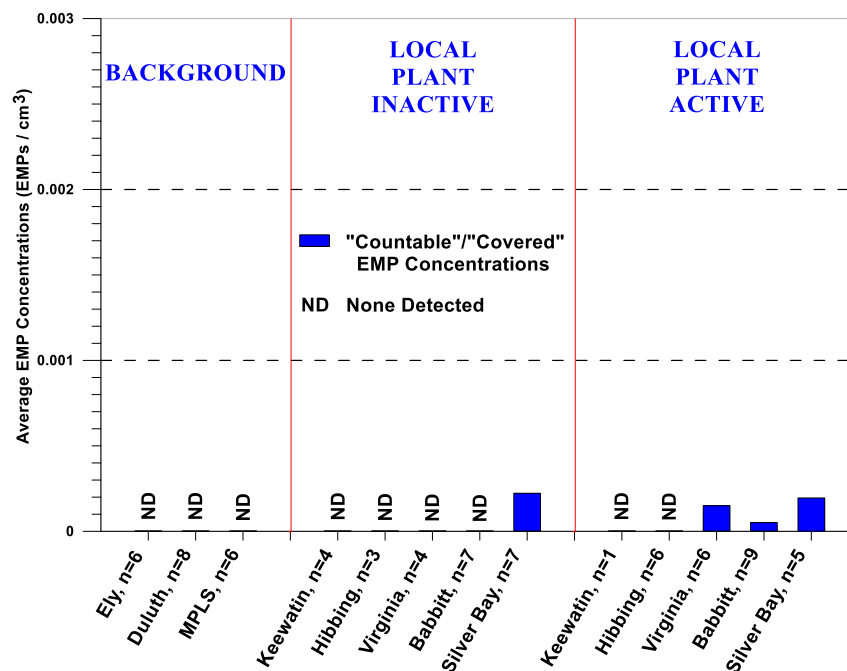 0.003
0.002
0.001
0
Average EMP Concentrations (EMPs / cm³)
BACKGROUND
LOCAL
PLANT
INACTIVE
LOCAL
PLANT
ACTIVE
"Countable"/"Covered"
EMP Concentrations
ND None Detected
ND
ND
ND
ND
ND
ND
ND
ND
ND
Ely, n=6
Duluth, n=8
MPLS, n=6
Keewatin, n=4
Hibbing, n=3
Virginia, n=4
Babbitt, n=7
Silver Bay, n=7
Keewatin, n=1
Hibbing, n=6
Virginia, n=6
Babbitt, n=9
Silver Bay, n=5